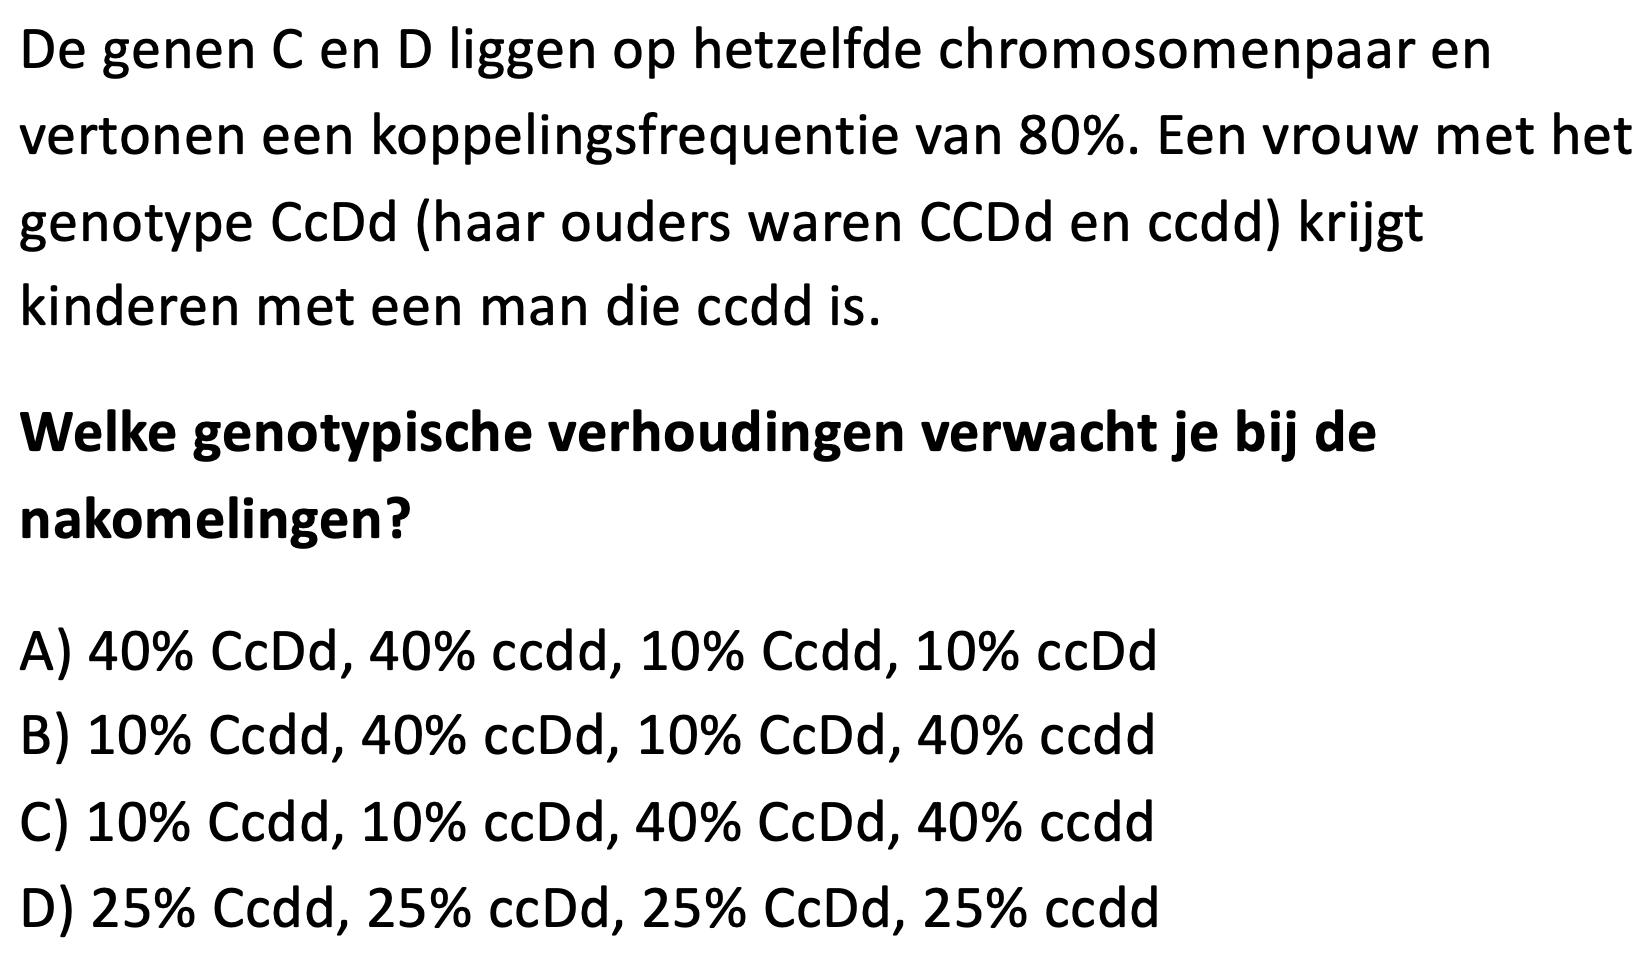 De genen C en D liggen op hetzelfde chromosomenpaar en
vertonen een koppelingsfrequentie van 80%. Een vrouw met het
genotype CcDd (haar ouders waren CCDd en ccdd) krijgt
kinderen met een man die ccdd is.
Welke genotypische verhoudingen verwacht je bij de
nakomelingen?
A) 40% CcDd, 40% ccdd, 10% Ccdd, 10% ccDd
B) 10% Ccdd, 40% ccDd, 10% CcDd, 40% ccdd
C) 10% Ccdd, 10% ccDd, 40% CcDd, 40% ccdd
D) 25% Ccdd, 25% ccDd, 25% CcDd, 25% ccdd